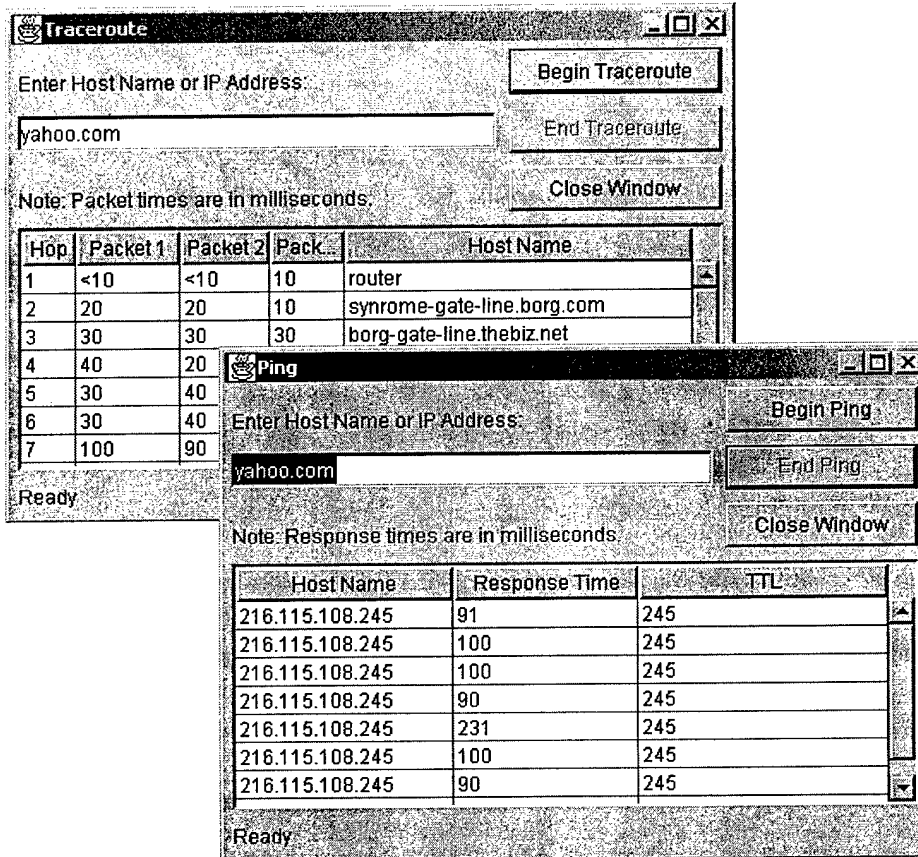 Traceroute
Enter Host Name or IP Address:
Begin Traceroute
yahoo.com
End Traceroute
Close Window
Note: Packet times are in milliseconds.
Hop Packet 1 Packet 2 Pack... Host Name
1 <10 <10 10 router
2 20 20 10 synrome-gate-line.borg.com
3 30 30 30 borg-gate-line.thebiz.net
4 40 20
5 30 40
6 30 40
7 100 90
Ready
Ping
Enter Host Name or IP Address:
Begin Ping
yahoo.com
End Ping
Close Window
Note: Response times are in milliseconds.
Host Name Response Time TTL
216.115.108.245 91 245
216.115.108.245 100 245
216.115.108.245 100 245
216.115.108.245 90 245
216.115.108.245 231 245
216.115.108.245 100 245
216.115.108.245 90 245
Ready